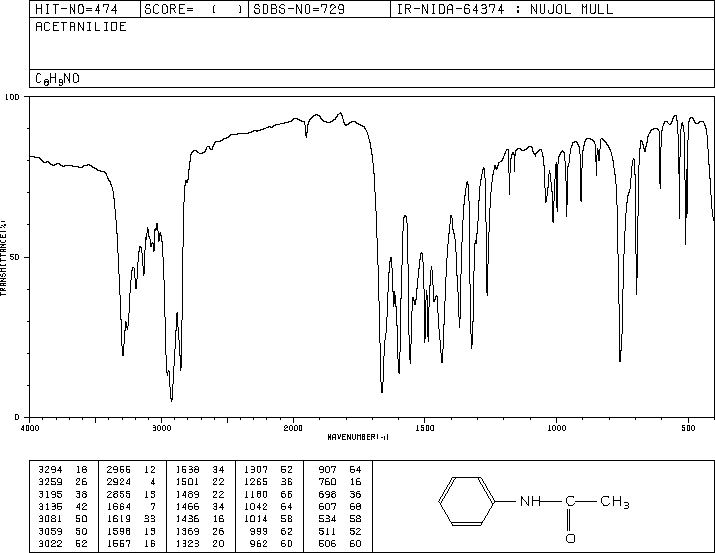 HIT-NO=474 SCORE= ( ) SDBS-NO=729 IR-NIDA-64374 : NUJOL MULL
ACETANILIDE
C8H9NO
100
50
0
TRANSMITTANCE(%)
4000 3000 2000 1500 1000 500
WAVENUMBER(-1)
3294 18 2956 12 1538 34 1307 62 907 64
3259 26 2924 4 1501 22 1265 36 760 16
3195 38 2855 15 1489 22 1180 66 698 36
3136 42 1664 7 1466 34 1042 64 607 68
3081 50 1619 33 1436 16 1014 58 534 58
3059 50 1598 13 1369 26 999 62 511 52
3022 52 1557 16 1323 20 962 60 506 60
NH C CH3
O